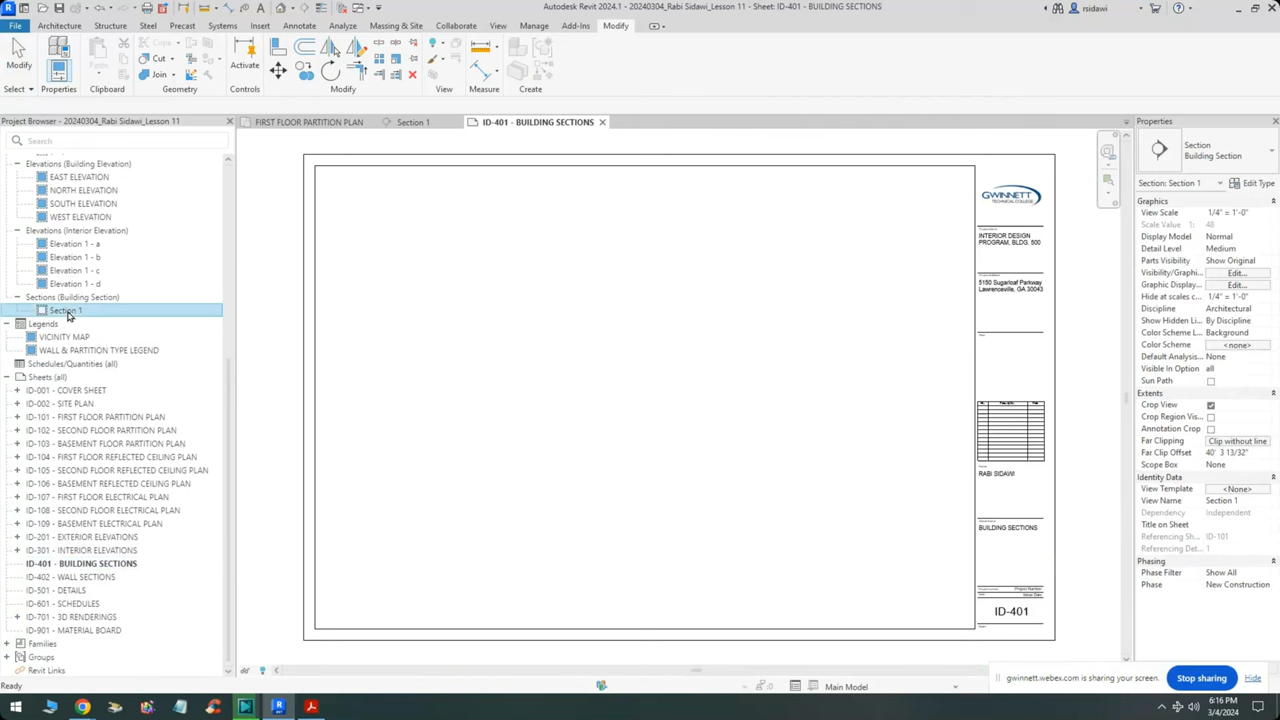 Autodesk Revit 2024.1 - 20240304_Rabi Sidawi_Lesson 11 - Sheet: ID-401 - BUILDING SECTIONS
rsidawi
File Architecture Structure Steel Precast Systems Insert Annotate Analyze Massing & Site Collaborate View Manage Add-Ins Modify
Modify
Properties
Paste
Cope
Cut
Join
Activate
Select Properties Clipboard Geometry Controls Modify View Measure Create
Project Browser - 20240304_Rabi Sidawi_Lesson 11
FIRST FLOOR PARTITION PLAN
Section 1
ID-401 - BUILDING SECTIONS
Search
Elevations (Building Elevation)
EAST ELEVATION
NORTH ELEVATION
SOUTH ELEVATION
WEST ELEVATION
Elevations (Interior Elevation)
Elevation 1 - a
Elevation 1 - b
Elevation 1 - c
Elevation 1 - d
Sections (Building Section)
Section 1
Legends
VICINITY MAP
WALL & PARTITION TYPE LEGEND
Schedules/Quantities (all)
Sheets (all)
ID-001 - COVER SHEET
ID-002 - SITE PLAN
ID-101 - FIRST FLOOR PARTITION PLAN
ID-102 - SECOND FLOOR PARTITION PLAN
ID-103 - BASEMENT FLOOR PARTITION PLAN
ID-104 - FIRST FLOOR REFLECTED CEILING PLAN
ID-105 - SECOND FLOOR REFLECTED CEILING PLAN
ID-106 - BASEMENT REFLECTED CEILING PLAN
ID-107 - FIRST FLOOR ELECTRICAL PLAN
ID-108 - SECOND FLOOR ELECTRICAL PLAN
ID-109 - BASEMENT ELECTRICAL PLAN
ID-201 - EXTERIOR ELEVATIONS
ID-301 - INTERIOR ELEVATIONS
ID-401 - BUILDING SECTIONS
ID-402 - WALL SECTIONS
ID-501 - DETAILS
ID-601 - SCHEDULES
ID-701 - 3D RENDERINGS
ID-901 - MATERIAL BOARD
Families
Groups
Revit Links
GWINNETT
TECHNICAL COLLEGE
INTERIOR DESIGN
PROGRAM, BLDG. 500
5150 Sugarloaf Parkway
Lawrenceville, GA 30043
RABI SIDAWI
BUILDING SECTIONS
Project Number
Issue Date
ID-401
Properties
Section
Building Section
Section: Section 1 Edit Type
Graphics
View Scale 1/4" = 1'-0"
Scale Value 1: 48
Display Model Normal
Detail Level Medium
Parts Visibility Show Original
Visibility/Graphi... Edit...
Graphic Display... Edit...
Hide at scales c... 1/4" = 1'-0"
Discipline Architectural
Show Hidden Li... By Discipline
Color Scheme L... Background
Color Scheme <none>
Default Analysis... None
Visible In Option all
Sun Path
Extents
Crop View
Crop Region Vis...
Annotation Crop
Far Clipping Clip without line
Far Clip Offset 40' 3 13/32"
Scope Box None
Identity Data
View Template <None>
View Name Section 1
Dependency Independent
Title on Sheet
Referencing Sh... ID-101
Referencing Det... 1
Phasing
Phase Filter Show All
Phase New Construction
gwinnett.webex.com is sharing your screen.
Stop sharing
Hide
Ready
:0
Main Model
6:16 PM
3/4/2024